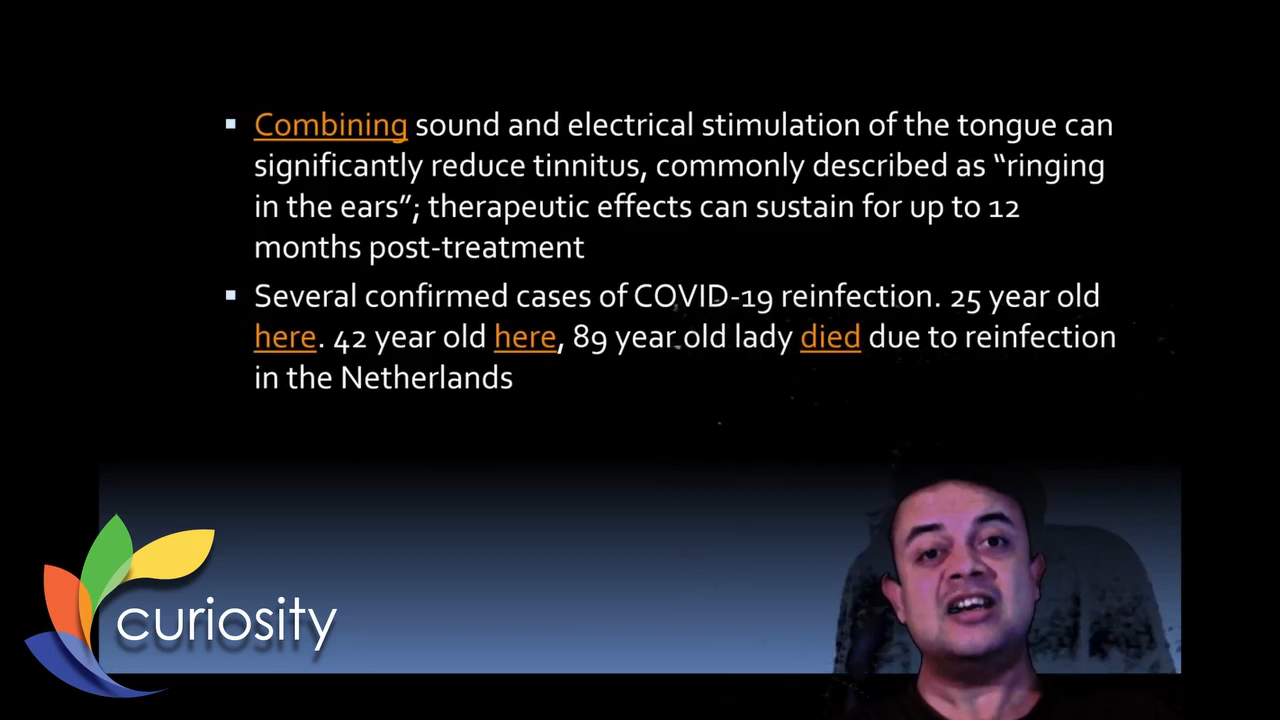 ▪ Combining sound and electrical stimulation of the tongue can
significantly reduce tinnitus, commonly described as “ringing
in the ears”; therapeutic effects can sustain for up to 12
months post-treatment
▪ Several confirmed cases of COVID-19 reinfection. 25 year old
here. 42 year old here, 89 year old lady died due to reinfection
in the Netherlands
curiosity